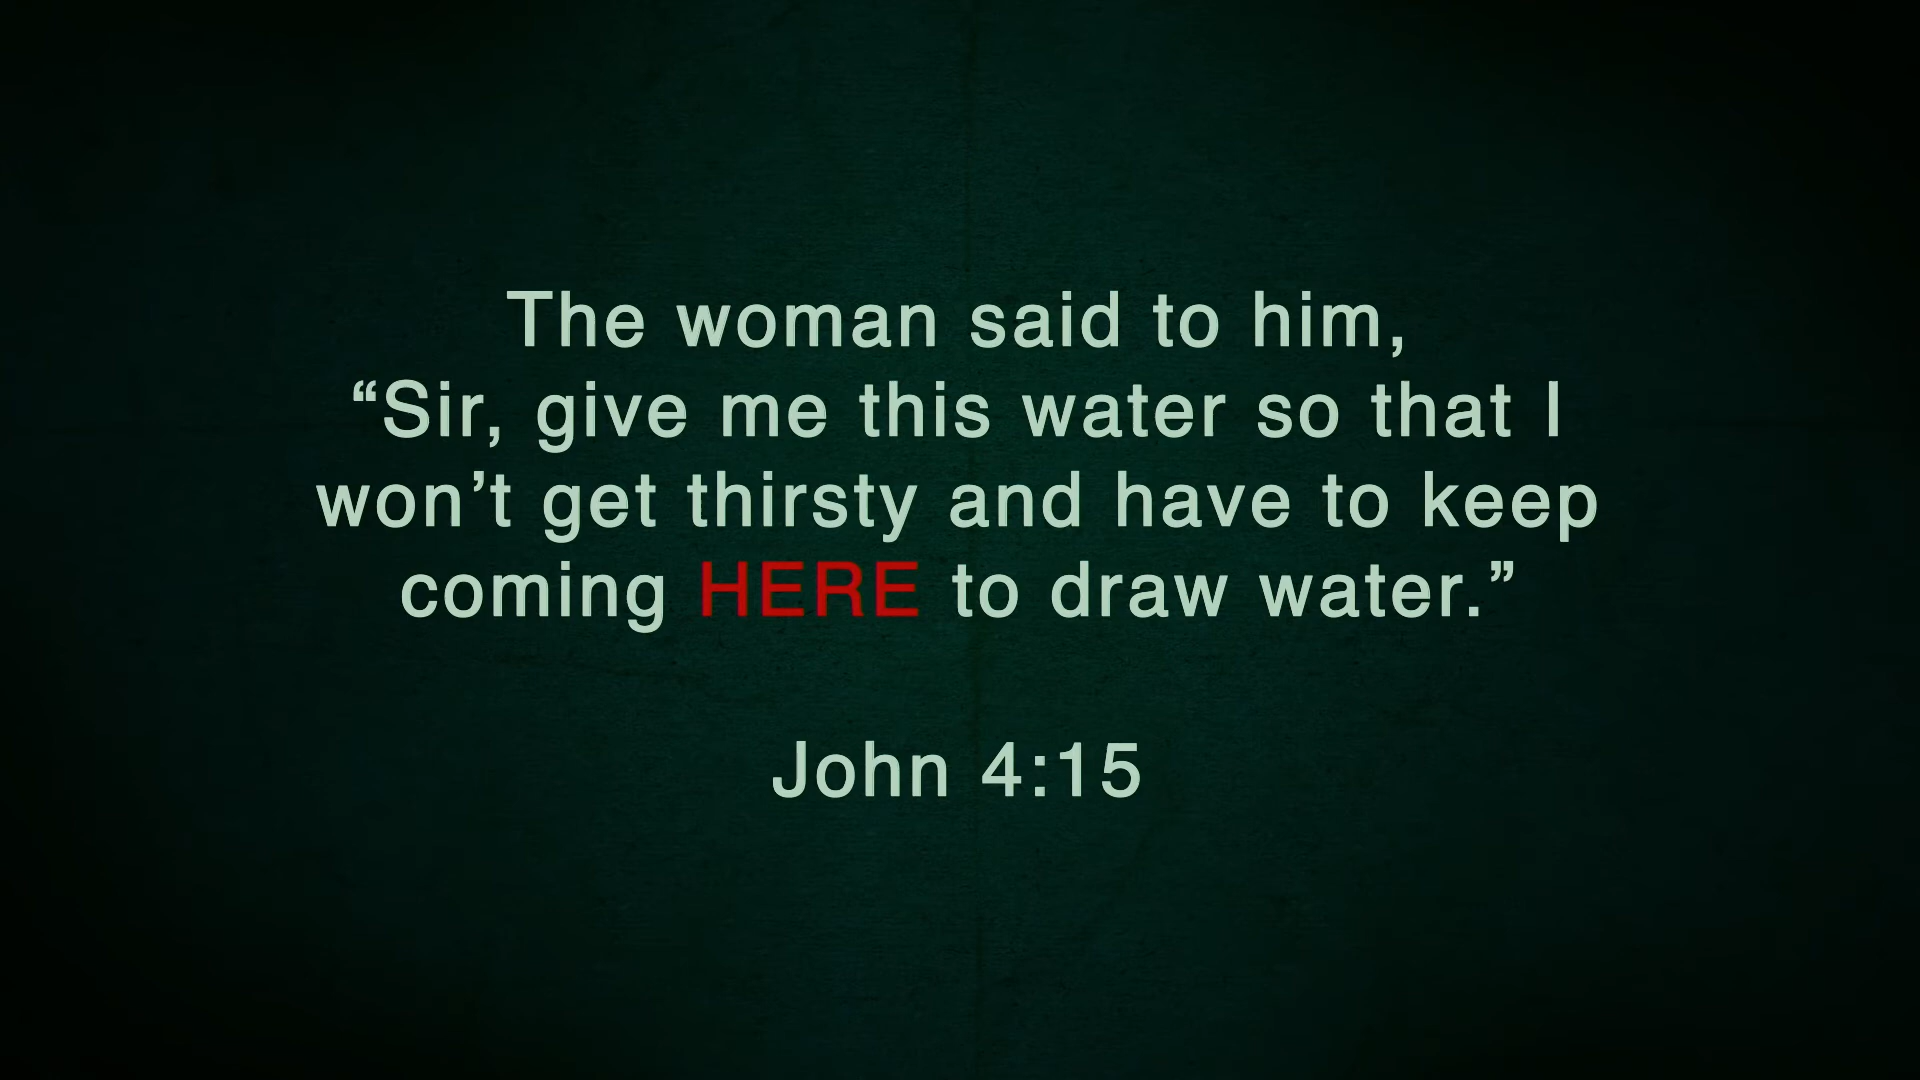 The woman said to him,
“Sir, give me this water so that I
won’t get thirsty and have to keep
coming HERE to draw water.”
John 4:15